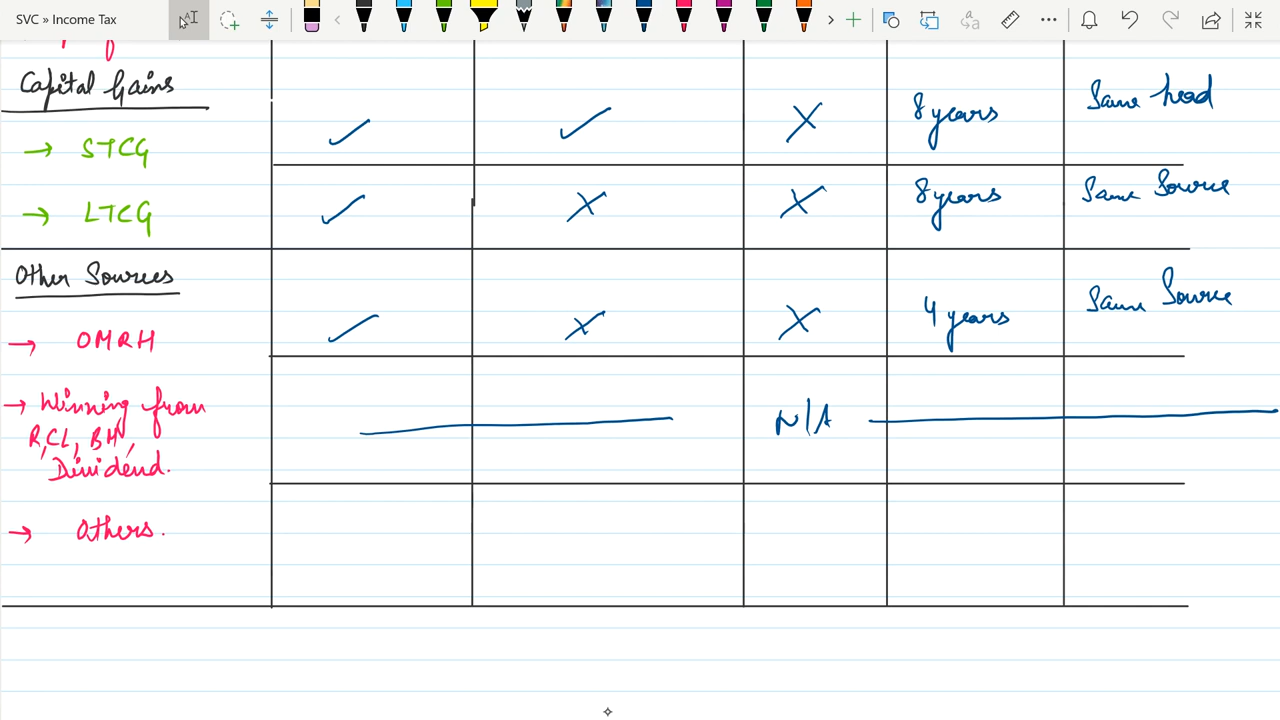 SVC » Income Tax
Capital Gains
→ STCG ✓ ✓ X 8 years Same head
→ LTCG ✓ X X 8 years Same Source
Other Sources
→ OMRH ✓ X X 4 years Same Source
→ Winning from
R, CL, BH, N/A
Dividend.
→ Others.